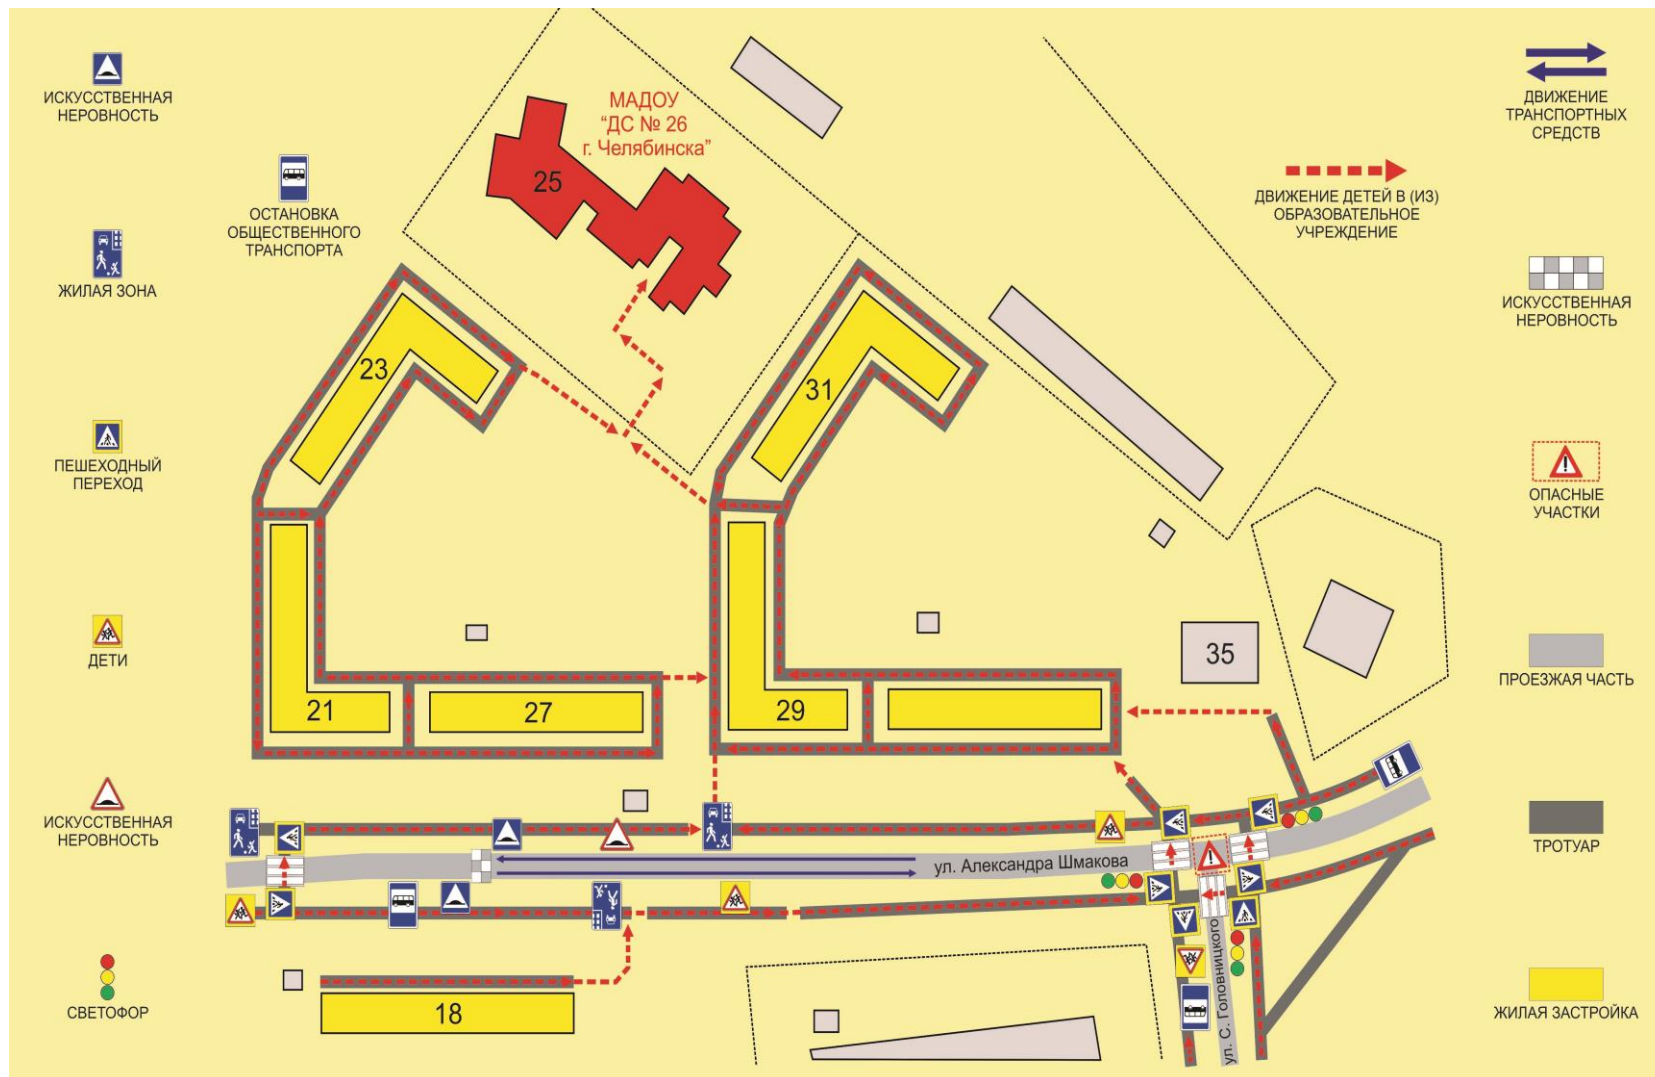 ИСКУССТВЕННАЯ
НЕРОВНОСТЬ
ОСТАНОВКА
ОБЩЕСТВЕННОГО
ТРАНСПОРТА
ЖИЛАЯ ЗОНА
ПЕШЕХОДНЫЙ
ПЕРЕХОД
ДЕТИ
ИСКУССТВЕННАЯ
НЕРОВНОСТЬ
СВЕТОФОР
МАДОУ
"ДС № 26
г. Челябинска"
25
23
31
21
27
29
35
18
ул. Александра Шмакова
ул. С. Головницкого
ДВИЖЕНИЕ
ТРАНСПОРТНЫХ
СРЕДСТВ
ДВИЖЕНИЕ ДЕТЕЙ В (ИЗ)
ОБРАЗОВАТЕЛЬНОЕ
УЧРЕЖДЕНИЕ
ИСКУССТВЕННАЯ
НЕРОВНОСТЬ
ОПАСНЫЕ
УЧАСТКИ
ПРОЕЗЖАЯ ЧАСТЬ
ТРОТУАР
ЖИЛАЯ ЗАСТРОЙКА